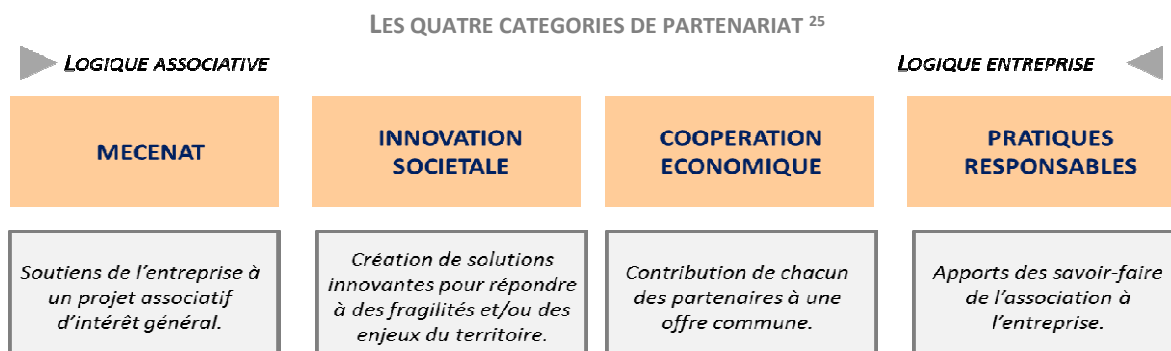 LES QUATRE CATEGORIES DE PARTENARIAT 25
LOGIQUE ASSOCIATIVE
LOGIQUE ENTREPRISE
MECENAT
INNOVATION
SOCIETALE
COOPERATION
ECONOMIQUE
PRATIQUES
RESPONSABLES
Soutiens de l'entreprise à
un projet associatif
d'intérêt général.
Création de solutions
innovantes pour répondre
à des fragilités et/ou des
enjeux du territoire.
Contribution de chacun
des partenaires à une
offre commune.
Apports des savoir-faire
de l'association à
l'entreprise.